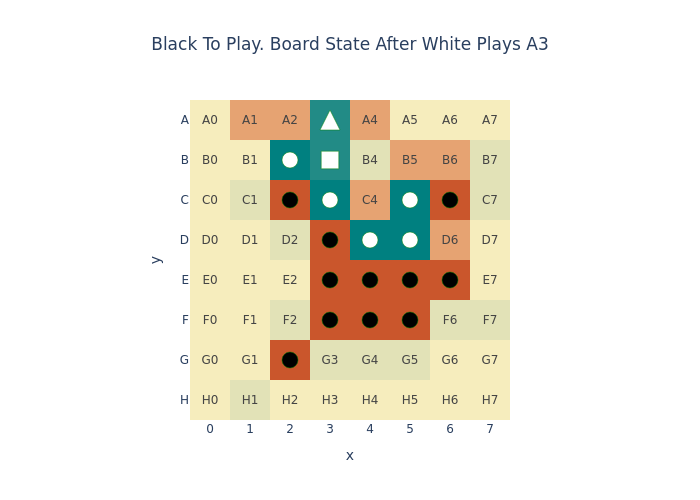 Black To Play. Board State After White Plays A3
A A0 A1 A2 A4 A5 A6 A7
B B0 B1 B4 B5 B6 B7
C C0 C1 C4 C7
D D0 D1 D2 D6 D7
y
E E0 E1 E2 E7
F F0 F1 F2 F6 F7
G G0 G1 G3 G4 G5 G6 G7
H H0 H1 H2 H3 H4 H5 H6 H7
0 1 2 3 4 5 6 7
x